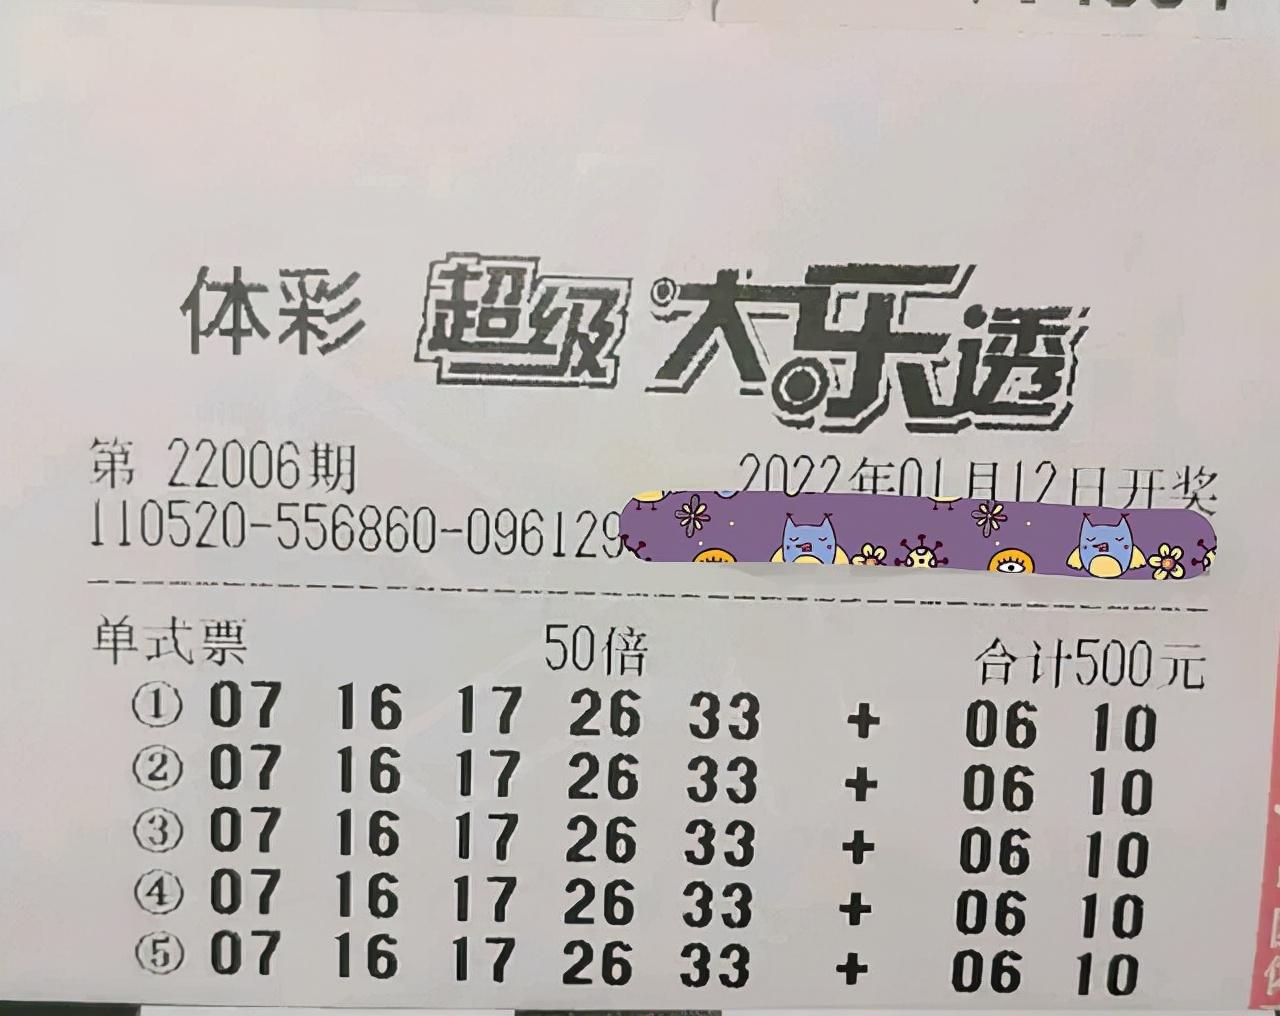 体彩 超级大乐透
第 22006期 2022年01月12日开奖
110520-556860-096129
单式票 50倍 合计500元
① 07 16 17 26 33 + 06 10
② 07 16 17 26 33 + 06 10
③ 07 16 17 26 33 + 06 10
④ 07 16 17 26 33 + 06 10
⑤ 07 16 17 26 33 + 06 10